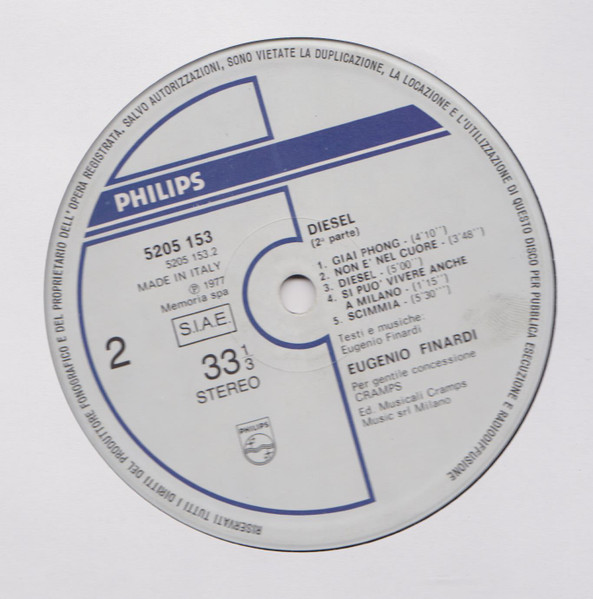 RISERVATI TUTTI I DIRITTI DEL PRODUTTORE FONOGRAFICO E DEL PROPRIETARIO DELL'OPERA REGISTRATA. SALVO AUTORIZZAZIONI, SONO VIETATE LA DUPLICAZIONE, LA LOCAZIONE E L'UTILIZZAZIONE DI QUESTO DISCO PER PUBBLICA ESECUZIONE E RADIODIFFUSIONE
PHILIPS
5205 153
5205 153.2
MADE IN ITALY
℗ 1977
Memoria spa
S.I.A.E.
2
33 1/3
STEREO
PHILIPS
DIESEL
(2ª parte)
1. GIAI PHONG - (4'10'')
2. NON E' NEL CUORE - (3'48'')
3. DIESEL - (5'00'')
4. SI PUO' VIVERE ANCHE
A MILANO - (1'15'')
5. SCIMMIA - (5'30''')
Testi e musiche:
Eugenio Finardi
EUGENIO FINARDI
Per gentile concessione
CRAMPS
Ed. Musicali Cramps
Music srl Milano